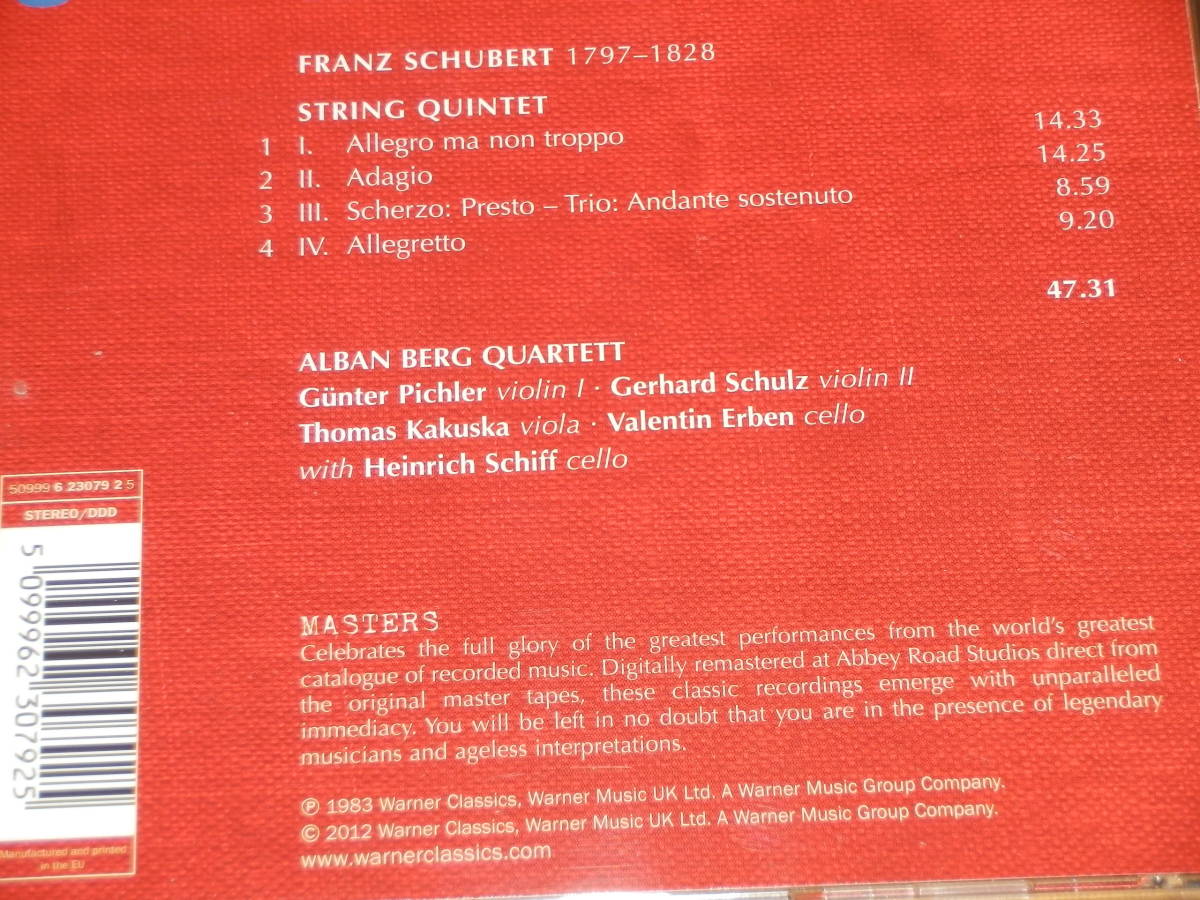 FRANZ SCHUBERT 1797–1828
STRING QUINTET
1 I. Allegro ma non troppo 14.33
2 II. Adagio 14.25
3 III. Scherzo: Presto – Trio: Andante sostenuto 8.59
4 IV. Allegretto 9.20
47.31
ALBAN BERG QUARTETT
Günter Pichler violin I · Gerhard Schulz violin II
Thomas Kakuska viola · Valentin Erben cello
with Heinrich Schiff cello
50999 6 23079 2 5
STEREO/DDD
5 099962 307925
Manufactured and printed
in the EU
MASTERS
Celebrates the full glory of the greatest performances from the world's greatest
catalogue of recorded music. Digitally remastered at Abbey Road Studios direct from
the original master tapes, these classic recordings emerge with unparalleled
immediacy. You will be left in no doubt that you are in the presence of legendary
musicians and ageless interpretations.
℗ 1983 Warner Classics, Warner Music UK Ltd. A Warner Music Group Company.
© 2012 Warner Classics, Warner Music UK Ltd. A Warner Music Group Company.
www.warnerclassics.com